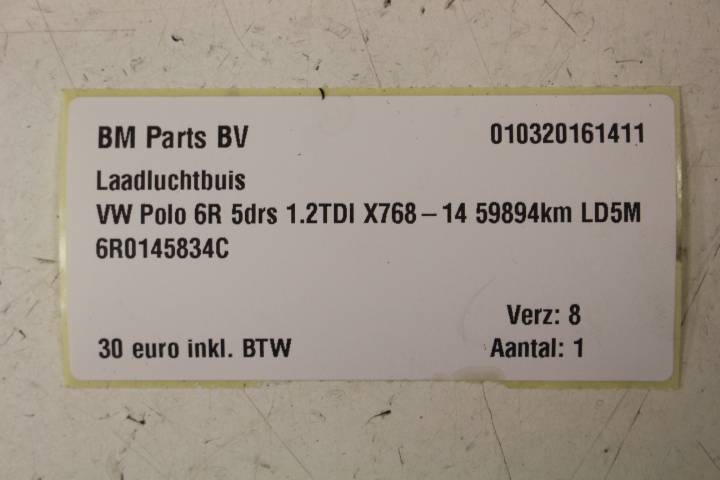 BM Parts BV 010320161411
Laadluchtbuis
VW Polo 6R 5drs 1.2TDI X768-14 59894km LD5M
6R0145834C
Verz: 8
30 euro inkl. BTW Aantal: 1